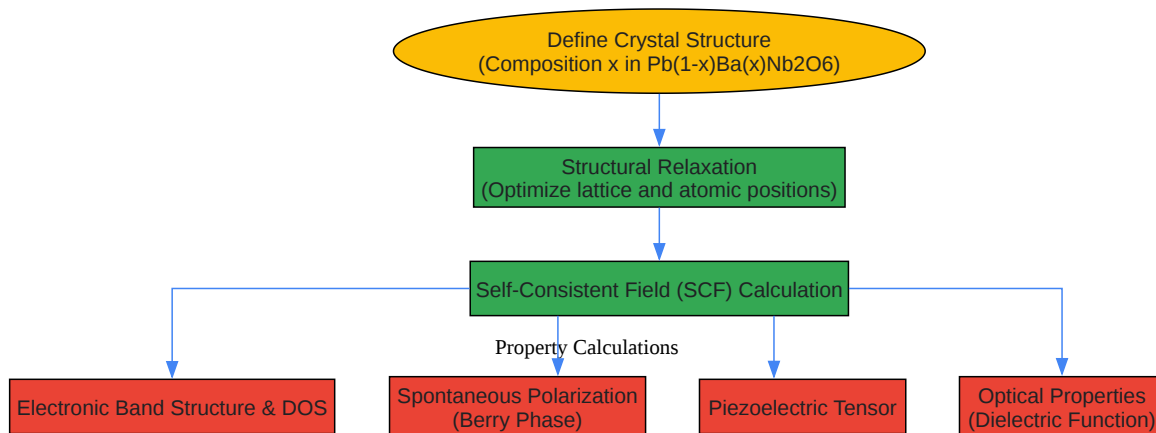 Define Crystal Structure
(Composition x in Pb(1-x)Ba(x)Nb2O6)
Structural Relaxation
(Optimize lattice and atomic positions)
Self-Consistent Field (SCF) Calculation
Property Calculations
Electronic Band Structure & DOS
Spontaneous Polarization
(Berry Phase)
Piezoelectric Tensor
Optical Properties
(Dielectric Function)